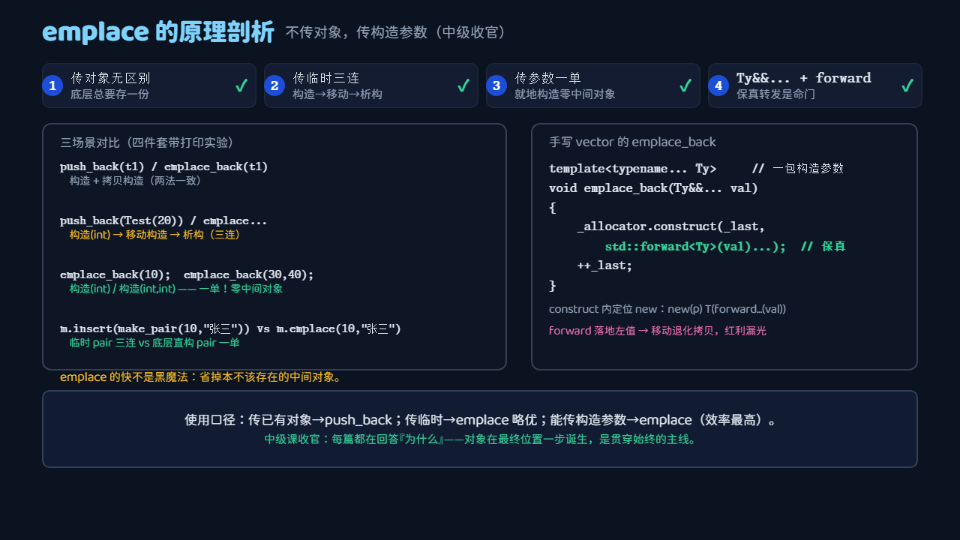 emplace 的原理剖析 不传对象，传构造参数（中级收官）
1 传对象无区别 ✓
底层总要存一份
2 传临时三连 ✓
构造→移动→析构
3 传参数一单 ✓
就地构造零中间对象
4 Ty&&... + forward ✓
保真转发是命门
三场景对比（四件套带打印实验）
push_back(t1) / emplace_back(t1)
构造 + 拷贝构造（两法一致）
push_back(Test(20)) / emplace...
构造(int) → 移动构造 → 析构（三连）
emplace_back(10); emplace_back(30,40);
构造(int) / 构造(int,int) —— 一单！零中间对象
m.insert(make_pair(10,"张三")) vs m.emplace(10,"张三")
临时 pair 三连 vs 底层直构 pair 一单
emplace 的快不是黑魔法：省掉本不该存在的中间对象。
手写 vector 的 emplace_back
template<typename... Ty> // 一包构造参数
void emplace_back(Ty&&... val)
{
_allocator.construct(_last,
std::forward<Ty>(val)...); // 保真
++_last;
}
construct 内定位 new：new(p) T(forward...(val))
forward 落地左值 → 移动退化拷贝，红利漏光
使用口径：传已有对象→push_back；传临时→emplace 略优；能传构造参数→emplace（效率最高）。
中级课收官：每篇都在回答『为什么』——对象在最终位置一步诞生，是贯穿始终的主线。